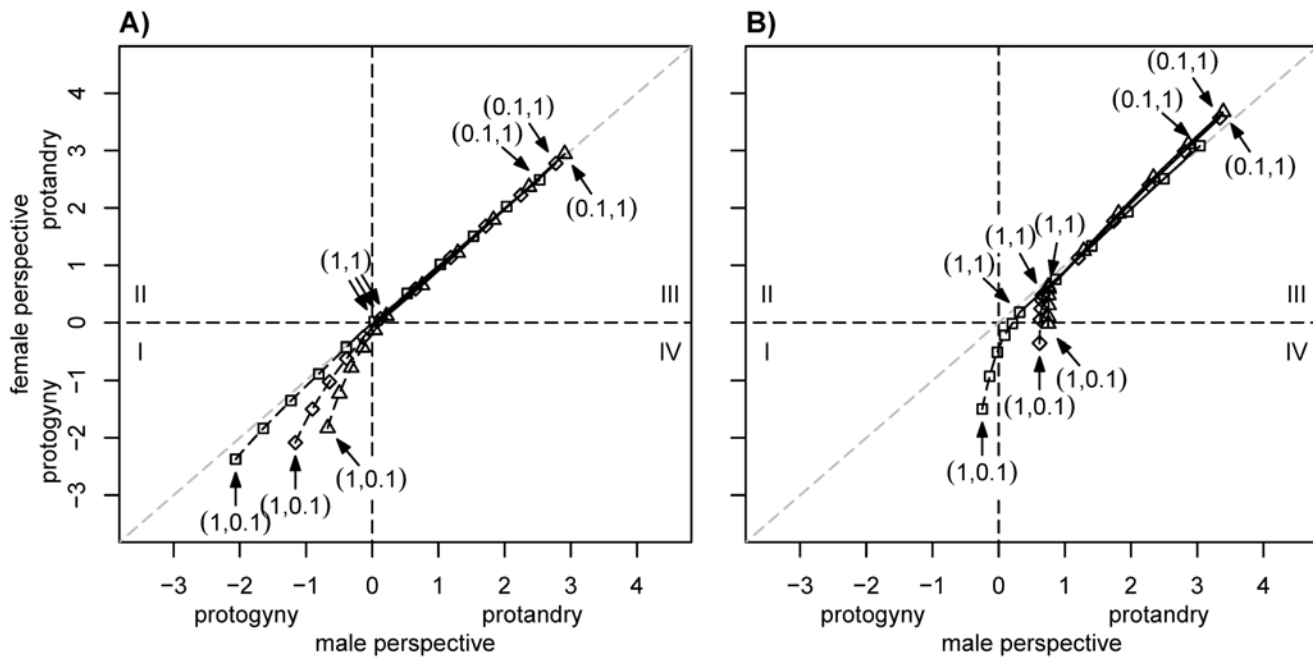 A)
B)
female perspective
protogyny protandry
4
3
2
1
0
−1
−2
−3
(0.1,1)
(0.1,1)
(0.1,1)
(1,1)
II
III
I
IV
(1,0.1)
(1,0.1)
(1,0.1)
−3 −2 −1 0 1 2 3 4
protogyny protandry
male perspective
(0.1,1)
(0.1,1)
(0.1,1)
(1,1)
(1,1)
(1,1)
II
III
I
IV
(1,0.1)
(1,0.1)
(1,0.1)
−3 −2 −1 0 1 2 3 4
protogyny protandry
male perspective